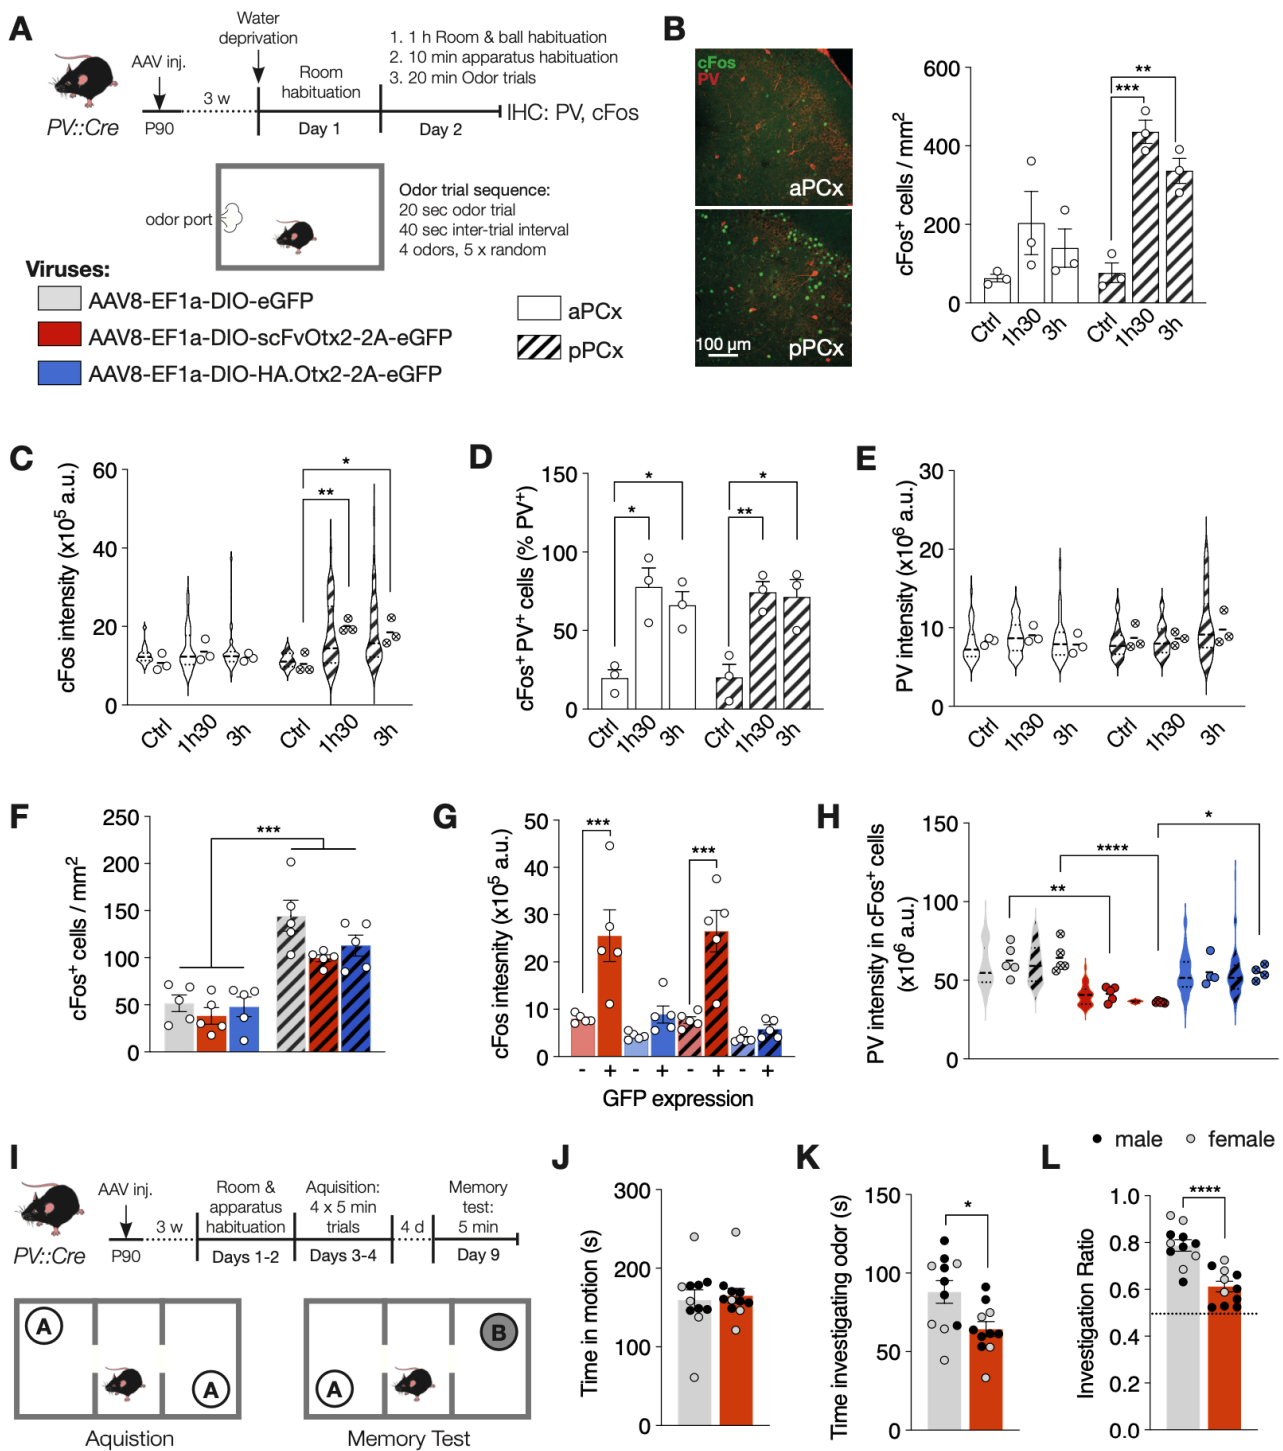 A
Water
deprivation
AAV inj.
3 w
Room
habituation
1. 1 h Room & ball habituation
2. 10 min apparatus habituation
3. 20 min Odor trials
PV::Cre
P90
Day 1
Day 2
IHC: PV, cFos
odor port
Odor trial sequence:
20 sec odor trial
40 sec inter-trial interval
4 odors, 5 x random
Viruses:
AAV8-EF1a-DIO-eGFP
AAV8-EF1a-DIO-scFvOtx2-2A-eGFP
AAV8-EF1a-DIO-HA.Otx2-2A-eGFP
aPCx
pPCx
B
cFos
PV
aPCx
100 µm
pPCx
cFos+ cells / mm2
600
400
200
0
***
**
Ctrl
1h30
3h
Ctrl
1h30
3h
C
cFos intensity (x10^5 a.u.)
60
40
20
0
**
*
Ctrl
1h30
3h
Ctrl
1h30
3h
D
cFos+ PV+ cells (% PV+)
150
100
50
0
*
*
**
*
Ctrl
1h30
3h
Ctrl
1h30
3h
E
PV intensity (x10^6 a.u.)
30
20
10
0
Ctrl
1h30
3h
Ctrl
1h30
3h
F
cFos+ cells / mm2
250
200
150
100
50
0
***
G
cFos intesnity (x10^5 a.u.)
50
40
30
20
10
0
***
***
- + - + - + - +
GFP expression
H
PV intensity in cFos+ cells
(x10^6 a.u.)
150
100
50
0
**
****
*
I
AAV inj.
3 w
Room &
apparatus
habituation
Aquisition:
4 x 5 min
trials
4 d
Memory
test:
5 min
PV::Cre
P90
Days 1-2
Days 3-4
Day 9
A
A
Aquistion
A
B
Memory Test
J
Time in motion (s)
300
200
100
0
K
Time investigating odor (s)
150
100
50
0
*
male
female
L
Investigation Ratio
1.0
0.8
0.6
0.4
0.2
0.0
****